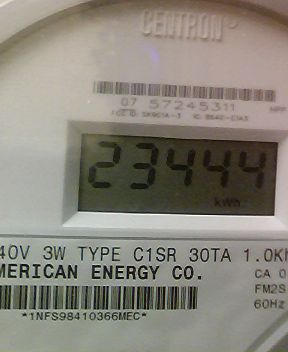 CENTRON
07 57245311
23444
kWh
40V 3W TYPE C1SR 30TA 1.0Kh
MERICAN ENERGY CO.
CA 0
FM2S
60Hz
*1NFS98410366MEC*